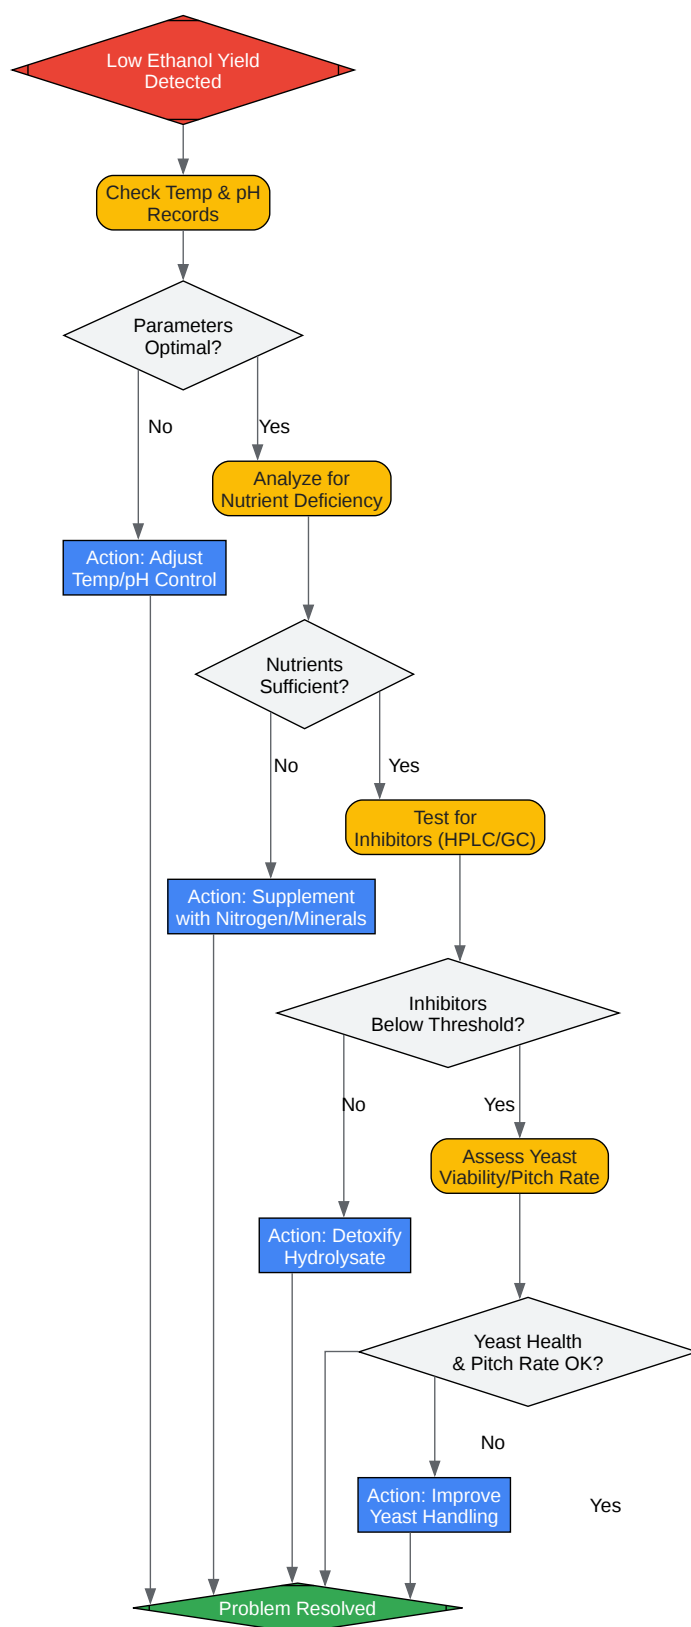 Low Ethanol Yield
Detected
Check Temp & pH
Records
Parameters
Optimal?
No
Yes
Analyze for
Nutrient Deficiency
Action: Adjust
Temp/pH Control
Nutrients
Sufficient?
No
Yes
Test for
Inhibitors (HPLC/GC)
Action: Supplement
with Nitrogen/Minerals
Inhibitors
Below Threshold?
No
Yes
Assess Yeast
Viability/Pitch Rate
Action: Detoxify
Hydrolysate
Yeast Health
& Pitch Rate OK?
No
Action: Improve
Yeast Handling
Yes
Problem Resolved